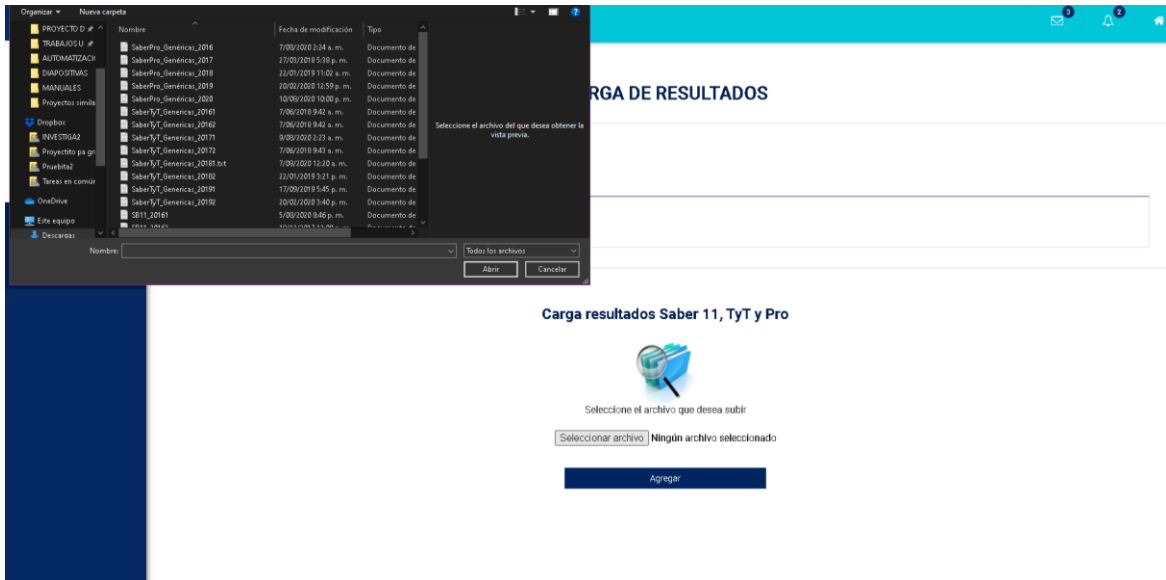 Organizar Nueva carpeta
3 2
PROYECTO D
TRABAJOS U
AUTOMATIZACIÓ
DIAPOSITIVAS
MANUALES
Proyectos simila
Dropbox
INVESTIGA2
Proyectito pa gr
Pruebita2
Tareas en común
OneDrive
Este equipo
Descargas
Nombre Fecha de modificación Tipo
SaberPro_Genéricas_2016 7/08/2020 2:24 a. m. Documento de
SaberPro_Genéricas_2017 27/03/2018 5:38 p. m. Documento de
SaberPro_Genéricas_2018 22/01/2019 11:02 a. m. Documento de
SaberPro_Genéricas_2019 20/02/2020 12:59 p. m. Documento de
SaberPro_Genéricas_2020 10/08/2020 10:00 p. m. Documento de
SaberTyT_Genericas_20161 7/06/2018 9:42 a. m. Documento de
SaberTyT_Genericas_20162 7/06/2018 9:42 a. m. Documento de
SaberTyT_Genericas_20171 9/08/2020 2:23 a. m. Documento de
SaberTyT_Genericas_20172 7/06/2018 9:43 a. m. Documento de
SaberTyT_Genericas_20181.txt 7/08/2020 12:20 a. m. Documento de
SaberTyT_Genericas_20182 22/01/2019 3:21 p. m. Documento de
SaberTyT_Genericas_20191 17/09/2019 5:45 p. m. Documento de
SaberTyT_Genericas_20192 20/02/2020 3:40 p. m. Documento de
SB11_20161 5/08/2020 8:46 p. m. Documento de
Seleccione el archivo del que desea obtener la
vista previa.
Nombre: Todos los archivos
Abrir Cancelar
RGA DE RESULTADOS
Carga resultados Saber 11, TyT y Pro
Seleccione el archivo que desea subir
Seleccionar archivo Ningún archivo seleccionado
Agregar